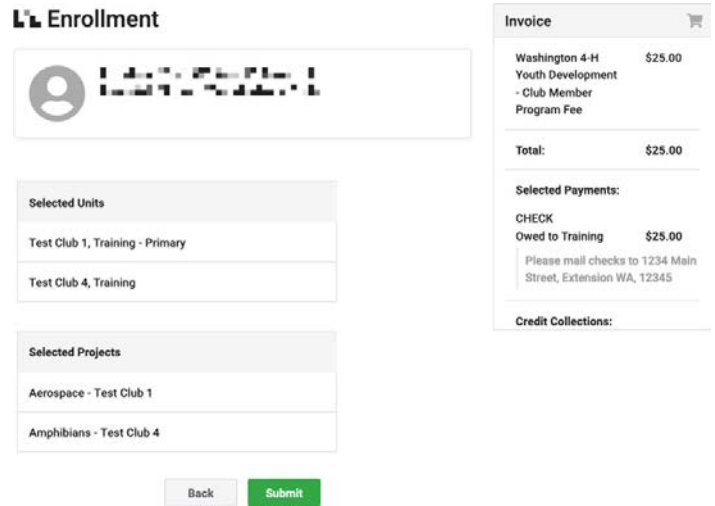 Enrollment
Selected Units
Test Club 1, Training - Primary
Test Club 4, Training
Selected Projects
Aerospace - Test Club 1
Amphibians - Test Club 4
Back
Submit
Invoice
Washington 4-H $25.00
Youth Development
- Club Member
Program Fee
Total: $25.00
Selected Payments:
CHECK
Owed to Training $25.00
Please mail checks to 1234 Main
Street, Extension WA, 12345
Credit Collections: